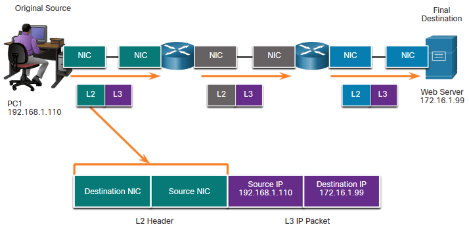 Original Source
Final
Destination
NIC
NIC
NIC
NIC
NIC
NIC
L2
L3
L2
L3
L2
L3
PC1
192.168.1.110
Web Server
172.16.1.99
Destination NIC
Source NIC
Source IP
192.168.1.110
Destination IP
172.16.1.99
L2 Header
L3 IP Packet